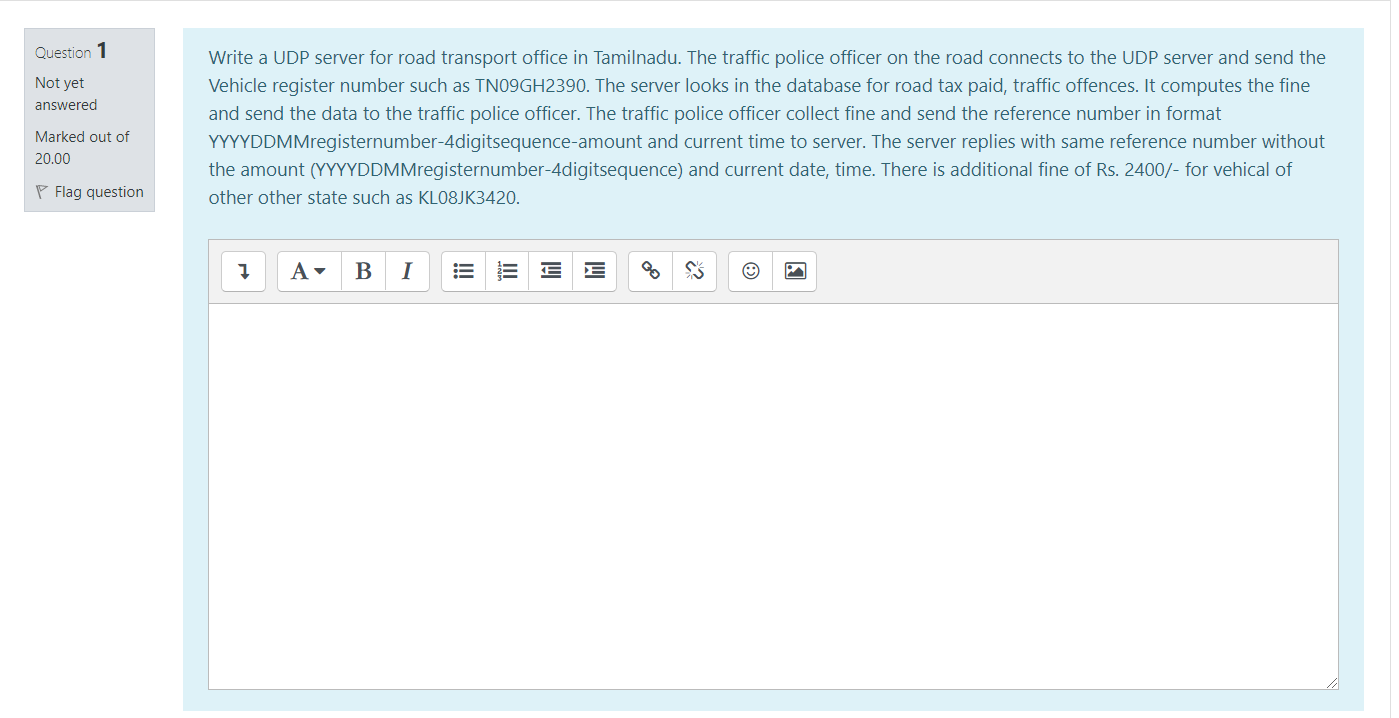 Question 1
Not yet
answered
Marked out of
20.00
Flag question
Write a UDP server for road transport office in Tamilnadu. The traffic police officer on the road connects to the UDP server and send the
Vehicle register number such as TN09GH2390. The server looks in the database for road tax paid, traffic offences. It computes the fine
and send the data to the traffic police officer. The traffic police officer collect fine and send the reference number in format
YYYYDDMMregisternumber-4digitsequence-amount and current time to server. The server replies with same reference number without
the amount (YYYYDDMMregisternumber-4digitsequence) and current date, time. There is additional fine of Rs. 2400/- for vehical of
other other state such as KL08JK3420.
A B I